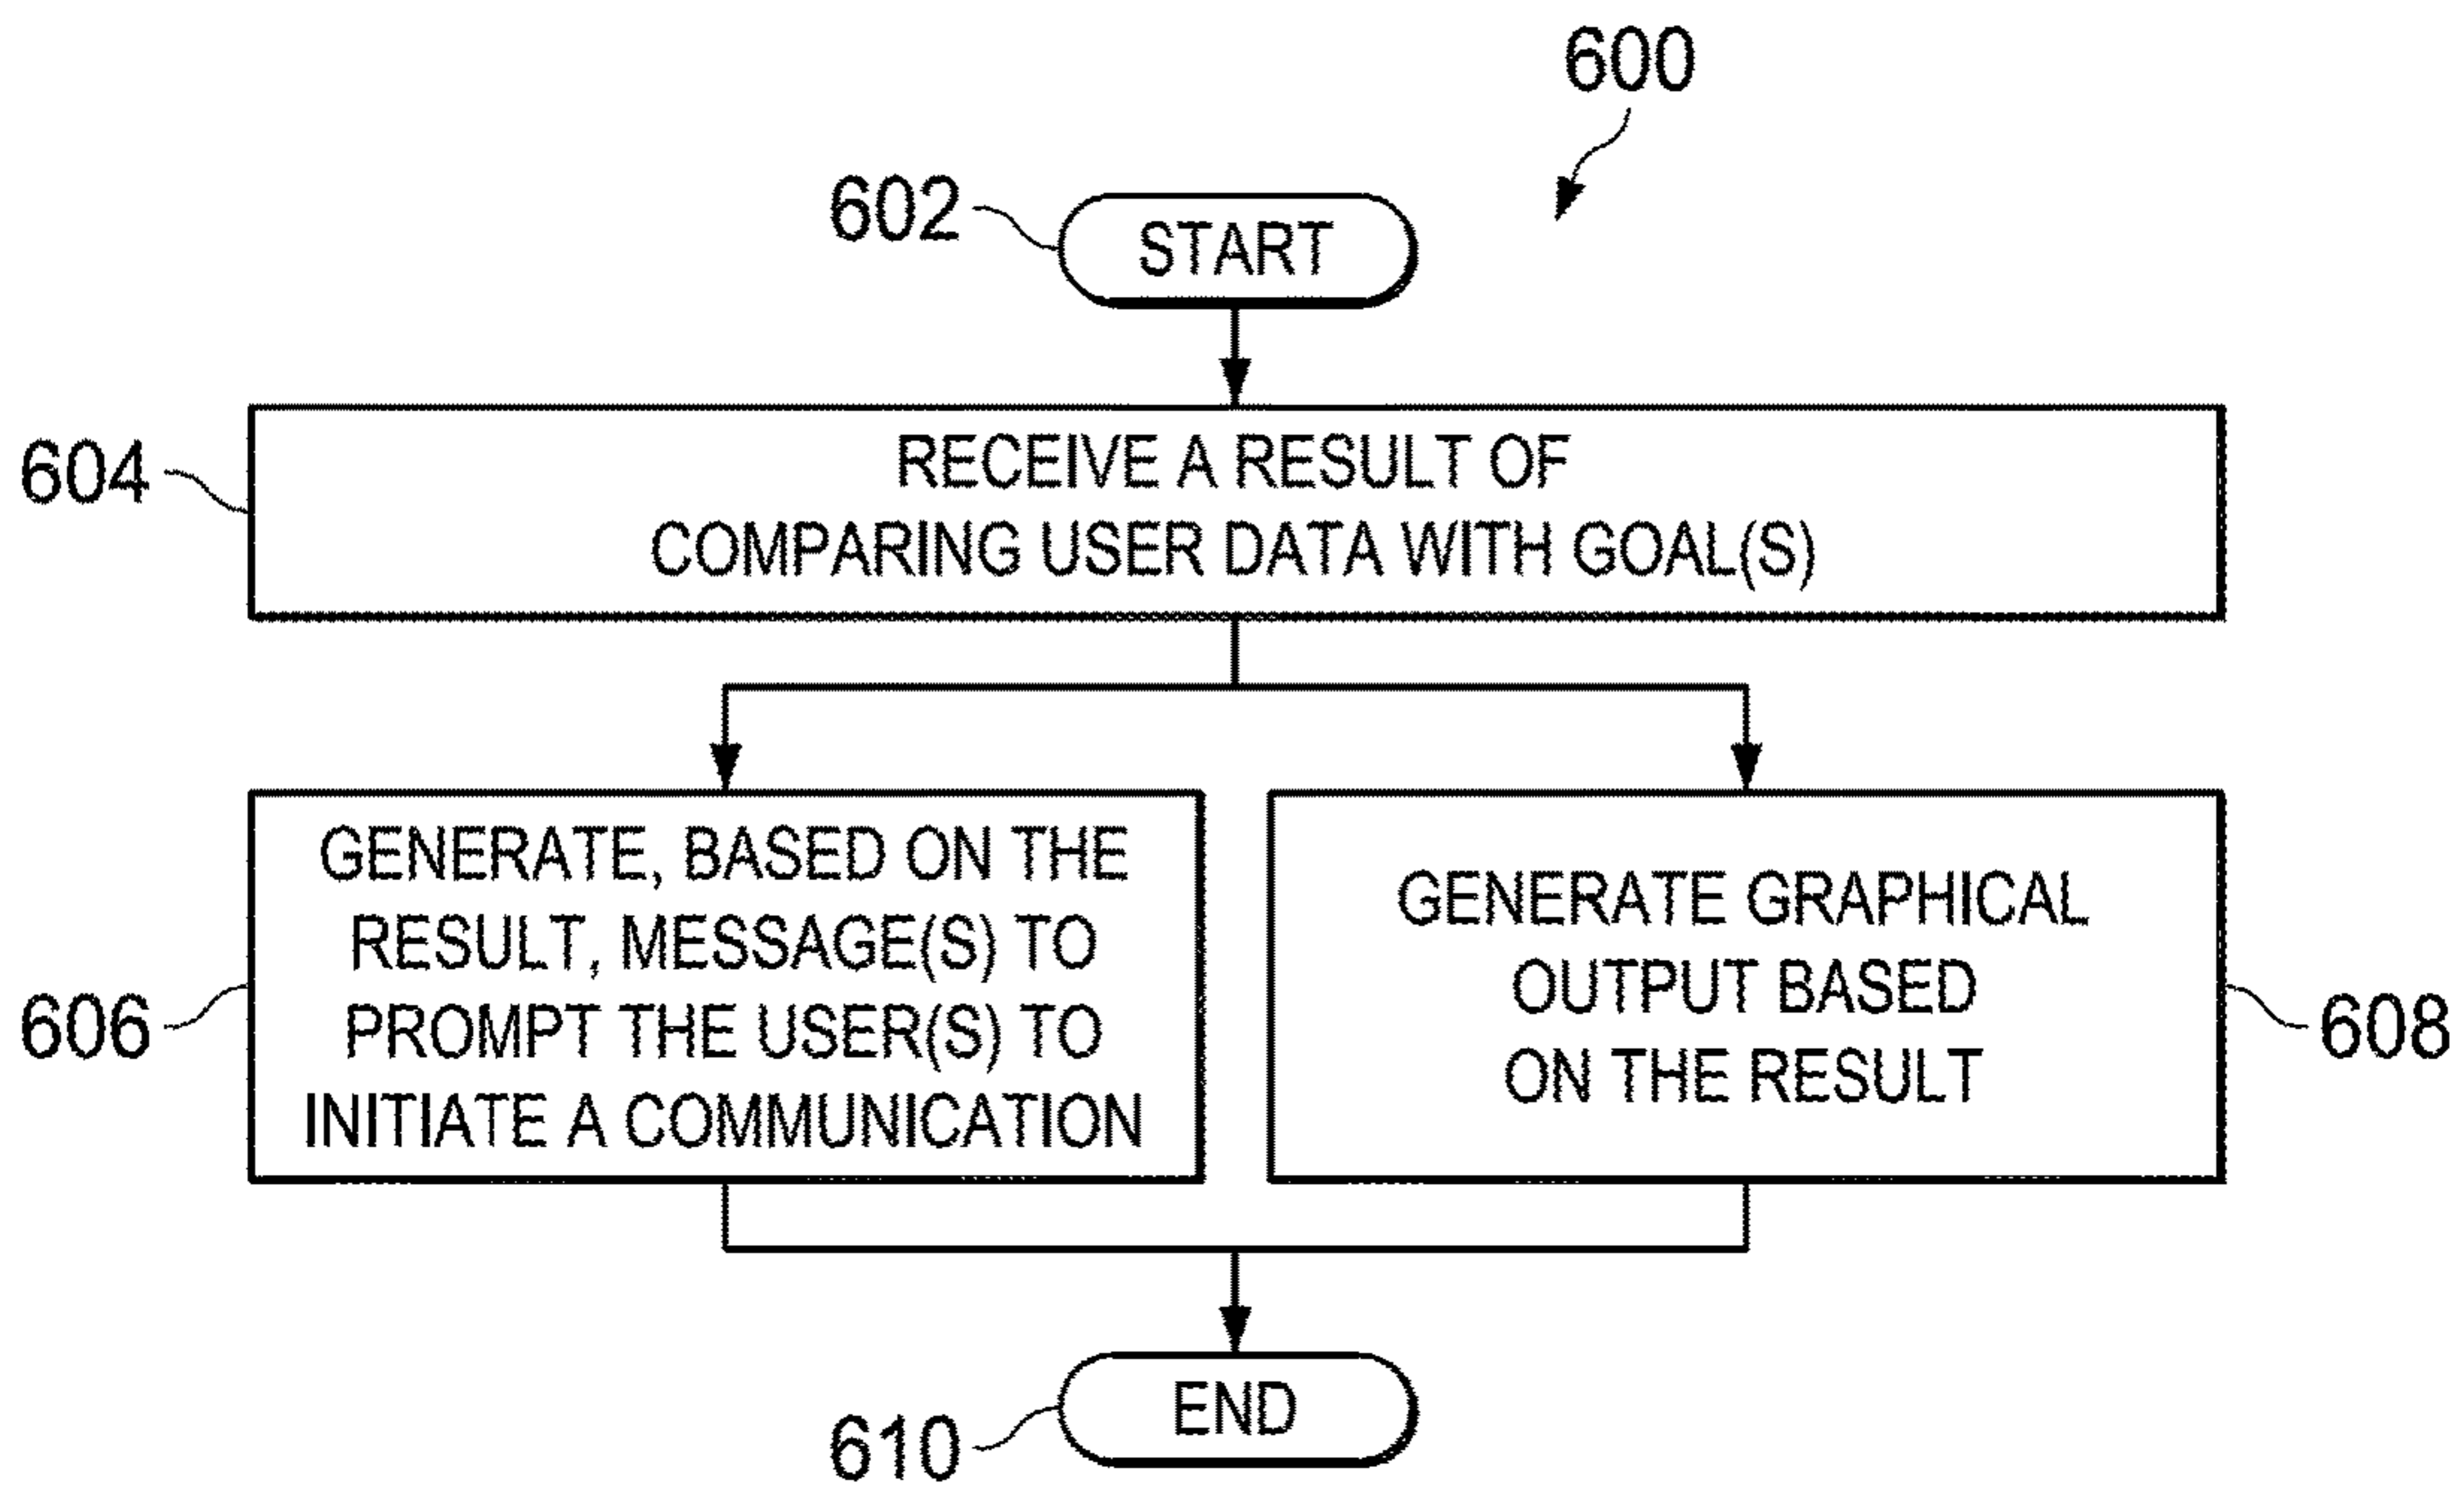 600
602
START
604
RECEIVE A RESULT OF
COMPARING USER DATA WITH GOAL(S)
606
GENERATE, BASED ON THE
RESULT, MESSAGE(S) TO
PROMPT THE USER(S) TO
INITIATE A COMMUNICATION
GENERATE GRAPHICAL
OUTPUT BASED
ON THE RESULT
608
610
END